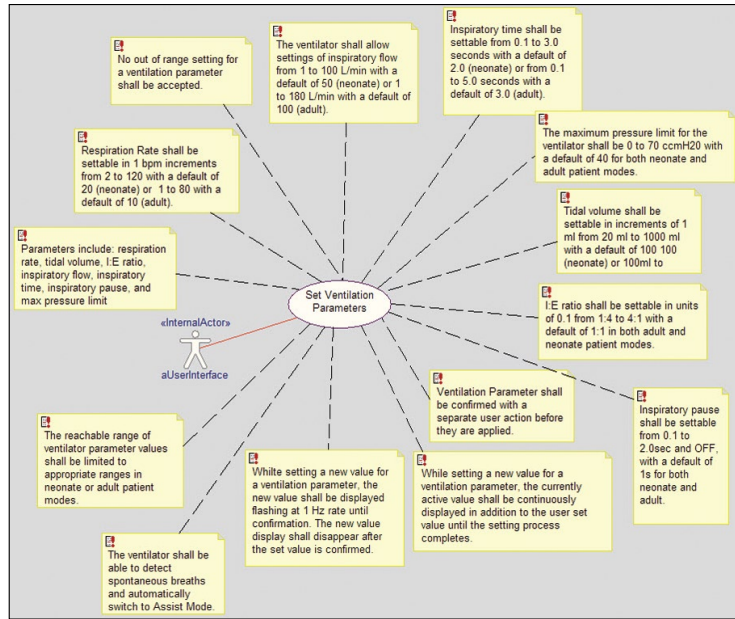 No out of range setting for
a ventilation parameter
shall be accepted.
The ventilator shall allow
settings of inspiratory flow
from 1 to 100 L/min with a
default of 50 (neonate) or 1
to 180 L/min with a default of
100 (adult).
Inspiratory time shall be
settable from 0.1 to 3.0
seconds with a default of
2.0 (neonate) or from 0.1
to 5.0 seconds with a
default of 3.0 (adult).
Respiration Rate shall be
settable in 1 bpm increments
from 2 to 120 with a default of
20 (neonate) or 1 to 80 with a
default of 10 (adult).
The maximum pressure limit for the
ventilator shall be 0 to 70 ccmH20 with
a default of 40 for both neonate and
adult patient modes.
Tidal volume shall be
settable in increments of 1
ml from 20 ml to 1000 ml
with a default of 100 100
(neonate) or 100ml to
Parameters include: respiration
rate, tidal volume, I:E ratio,
inspiratory flow, inspiratory
time, inspiratory pause, and
max pressure limit
Set Ventilation
Parameters
I:E ratio shall be settable in units
of 0.1 from 1:4 to 4:1 with a
default of 1:1 in both adult and
neonate patient modes.
«InternalActor»
aUserInterface
Ventilation Parameter shall
be confirmed with a
separate user action before
they are applied.
Inspiratory pause
shall be settable
from 0.1 to
2.0sec and OFF,
with a default of
1s for both
neonate and
adult.
The reachable range of
ventilator parameter values
shall be limited to
appropriate ranges in
neonate or adult patient
modes.
Whilte setting a new value for
a ventilation parameter, the
new value shall be displayed
flashing at 1 Hz rate until
confirmation. The new value
display shall disappear after
the set value is confirmed.
While setting a new value for a
ventilation parameter, the currently
active value shall be continuously
displayed in addition to the user
set value until the setting process
completes.
The ventilator shall be
able to detect
spontaneous breaths
and automatically
switch to Assist Mode.